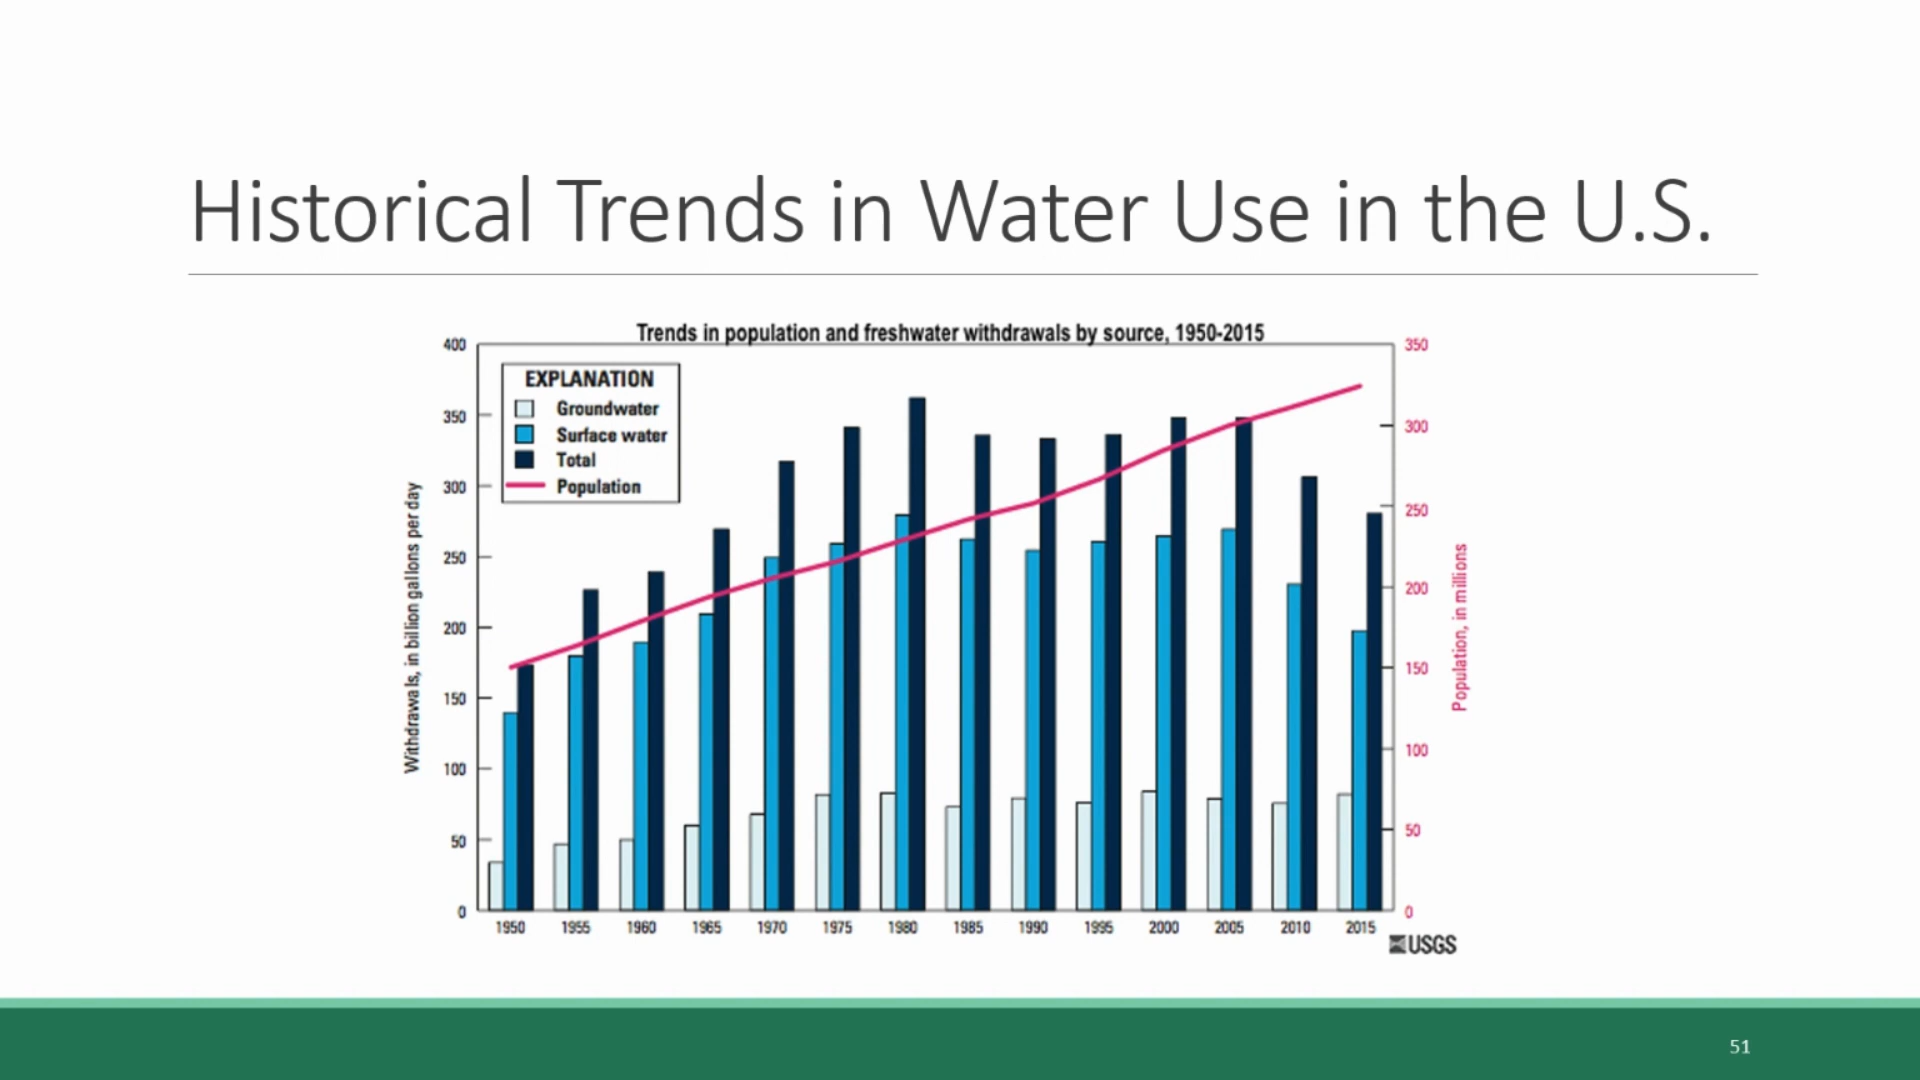 Historical Trends in Water Use in the U.S.
Trends in population and freshwater withdrawals by source, 1950-2015
EXPLANATION
Groundwater
Surface water
Total
Population
Withdrawals, in billion gallons per day
400
350
300
250
200
150
100
50
0
1950 1955 1960 1965 1970 1975 1980 1985 1990 1995 2000 2005 2010 2015
350
300
250
200
150
100
50
0
Population, in millions
USGS
51